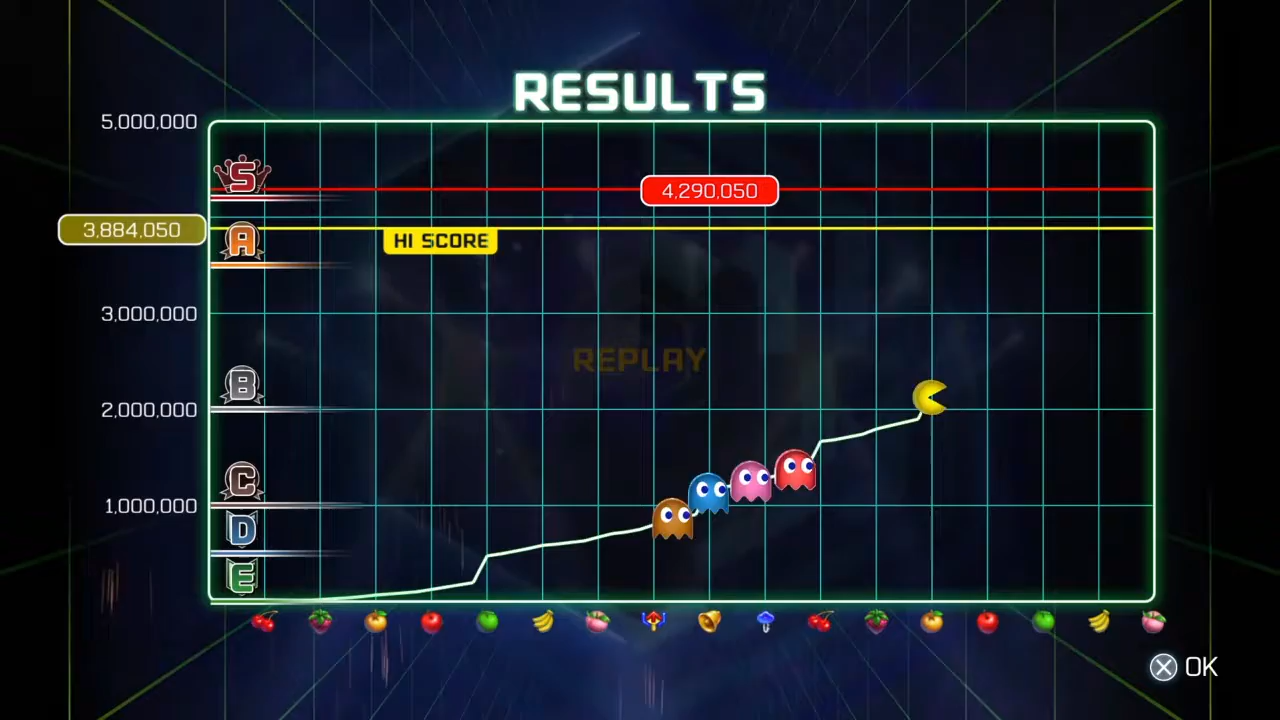 RESULTS
5,000,000
S
4,290,050
3,884,050
A
HI SCORE
3,000,000
REPLAY
B
2,000,000
C
1,000,000
D
E
OK